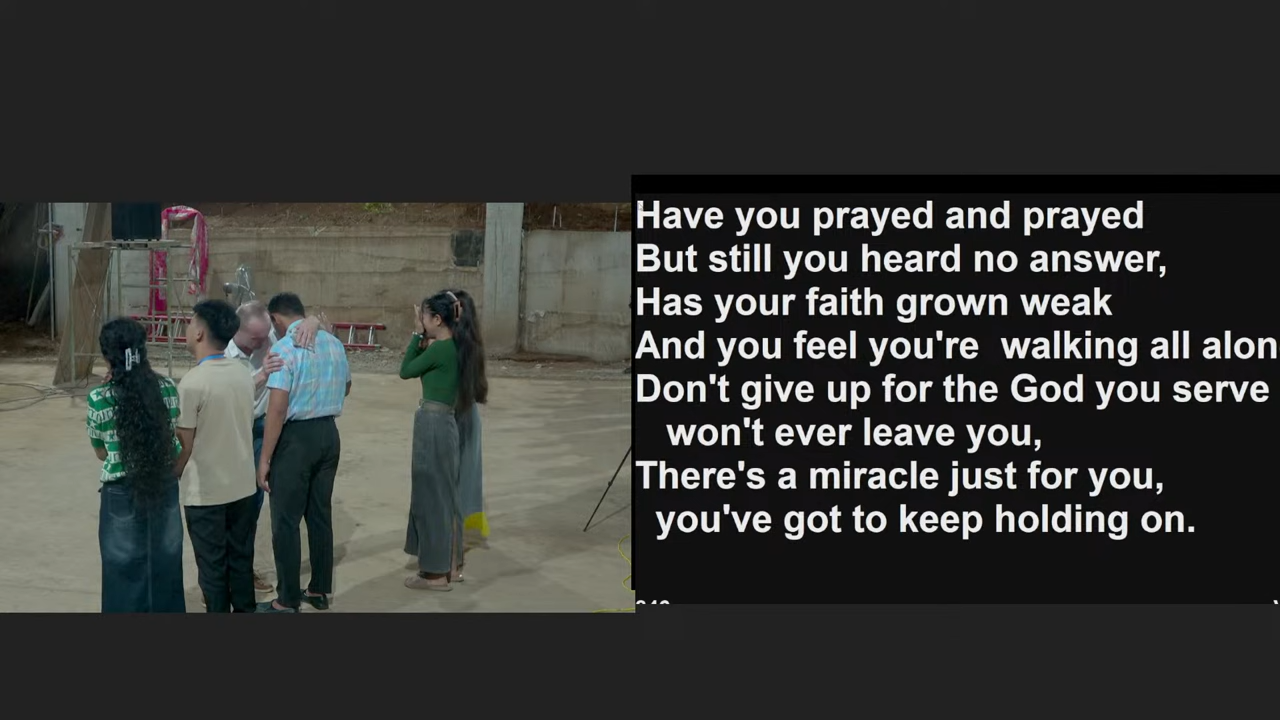 Have you prayed and prayed
But still you heard no answer,
Has your faith grown weak
And you feel you're walking all alon
Don't give up for the God you serve
won't ever leave you,
There's a miracle just for you,
you've got to keep holding on.